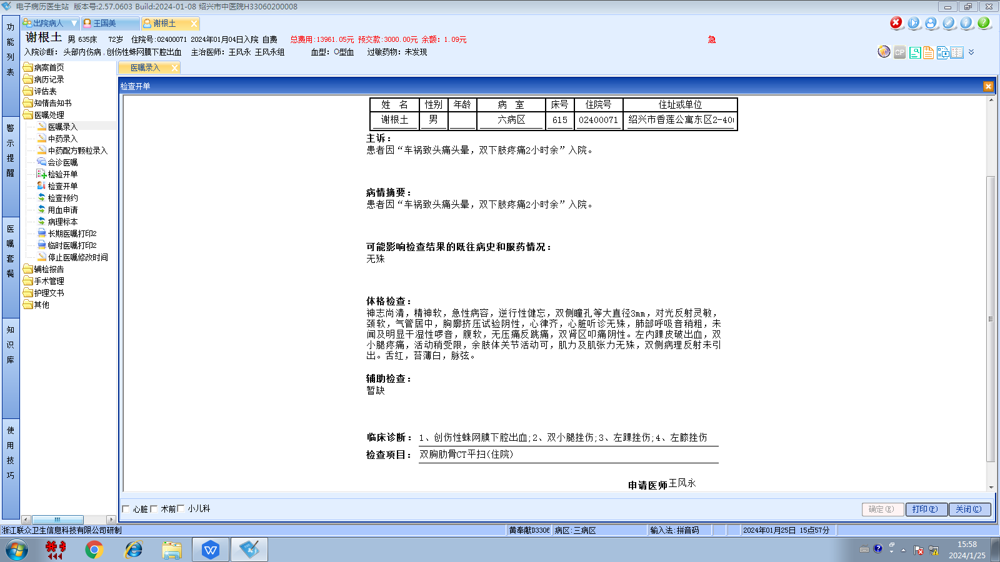 电子病历医生站 版本号:2.57.0603 Build:2024-01-08 绍兴市中医院H33060200008
出院病人
王国美
谢根土
谢根土 男 635床 72岁 住院号:02400071 2024年01月04日入院 自费 总费用:13961.05元 预交款:3000.00元 余额: 1.09元 急
入院诊断: 头部内伤病,创伤性蛛网膜下腔出血 主治医师: 王风永 王风永组 血型: O型血 过敏药物: 未发现
CP
功能列表
警示提醒
医嘱套餐
知识库
使用技巧
病案首页
病历记录
评估表
知情告知书
医嘱处理
医嘱录入
中药录入
中药配方颗粒录入
会诊医嘱
检验开单
检查开单
检查预约
用血申请
病理标本
长期医嘱打印2
临时医嘱打印2
停止医嘱修改时间
辅检报告
手术管理
护理文书
其他
医嘱录入
检查开单
姓 名 性别 年龄 病 室 床号 住院号 住址或单位
谢根土 男 六病区 615 02400071 绍兴市香莲公寓东区2-40
主诉:
患者因“车祸致头痛头晕，双下肢疼痛2小时余”入院。
病情摘要:
患者因“车祸致头痛头晕，双下肢疼痛2小时余”入院。
可能影响检查结果的既往病史和服药情况:
无殊
体格检查:
神志尚清，精神软，急性病容，逆行性健忘，双侧瞳孔等大直径3mm，对光反射灵敏，
颈软，气管居中，胸廓挤压试验阴性，心律齐，心脏听诊无殊，肺部呼吸音稍粗，未
闻及明显干湿性啰音，腹软，无压痛反跳痛，双肾区叩痛阴性。左内踝皮破出血，双
小腿疼痛，活动稍受限，余肢体关节活动可，肌力及肌张力无殊，双侧病理反射未引
出。舌红，苔薄白，脉弦。
辅助检查:
暂缺
临床诊断: 1、创伤性蛛网膜下腔出血;2、双小腿挫伤;3、左踝挫伤;4、左膝挫伤
检查项目: 双胸肋骨CT平扫(住院)
申请医师王风永
心脏 术前 小儿科
确定(E) 打印(P) 关闭(C)
浙江联众卫生信息科技有限公司研制 黄奉献D330E 病区:三病区 输入法:拼音码 2024年01月25日 15点57分
15:58
2024/1/25